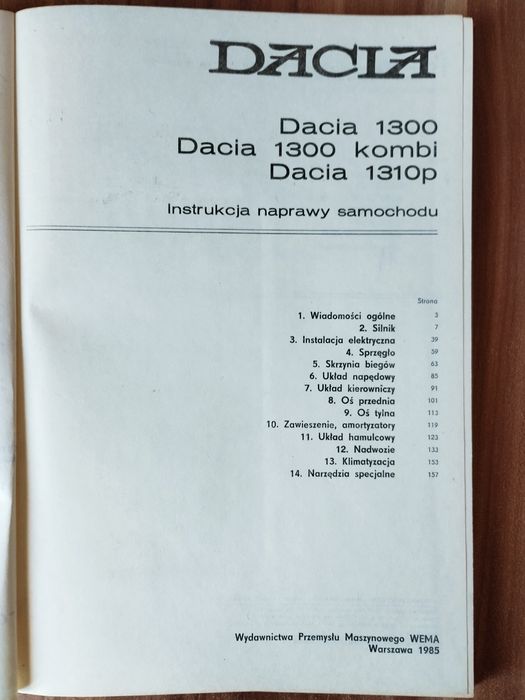 DACIA
Dacia 1300
Dacia 1300 kombi
Dacia 1310p
Instrukcja naprawy samochodu
Strona
1. Wiadomości ogólne 3
2. Silnik 7
3. Instalacja elektryczna 39
4. Sprzęgło 59
5. Skrzynia biegów 63
6. Układ napędowy 85
7. Układ kierowniczy 91
8. Oś przednia 101
9. Oś tylna 113
10. Zawieszenie, amortyzatory 119
11. Układ hamulcowy 123
12. Nadwozie 133
13. Klimatyzacja 153
14. Narzędzia specjalne 157
Wydawnictwa Przemysłu Maszynowego WEMA
Warszawa 1985